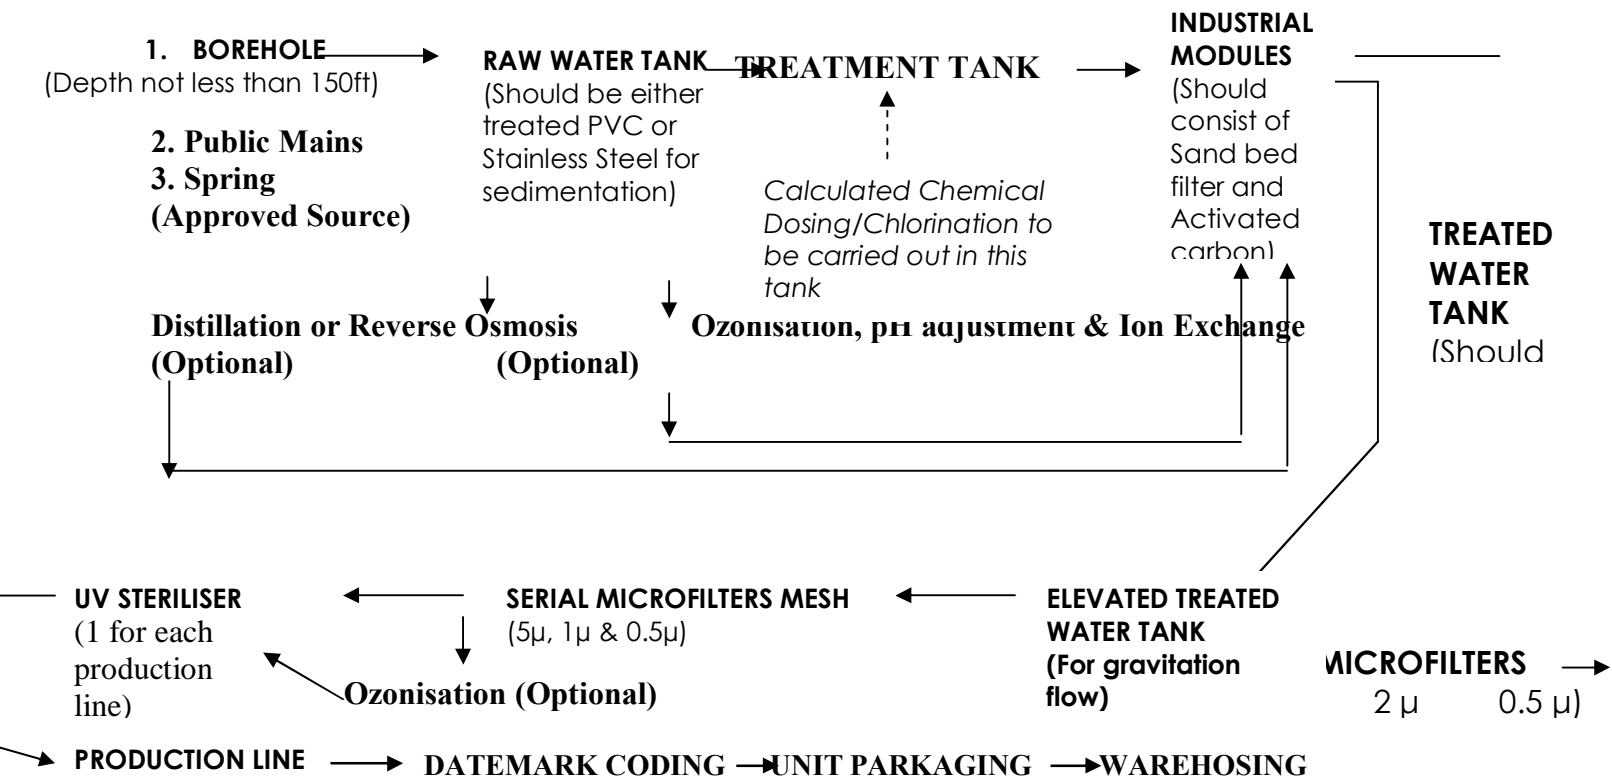 1. BOREHOLE
(Depth not less than 150ft)
2. Public Mains
3. Spring
(Approved Source)
RAW WATER TANK
(Should be either
treated PVC or
Stainless Steel for
sedimentation)
TREATMENT TANK
Calculated Chemical
Dosing/Chlorination to
be carried out in this
tank
INDUSTRIAL
MODULES
(Should
consist of
Sand bed
filter and
Activated
carbon)
TREATED
WATER
TANK
(Should
Distillation or Reverse Osmosis
(Optional) (Optional)
Ozonisation, pH adjustment & Ion Exchange
UV STERILISER
(1 for each
production
line)
SERIAL MICROFILTERS MESH
(5µ, 1µ & 0.5µ)
Ozonisation (Optional)
ELEVATED TREATED
WATER TANK
(For gravitation
flow)
MICROFILTERS
2 µ 0.5 µ)
PRODUCTION LINE
DATEMARK CODING
UNIT PARKAGING
WAREHOSING